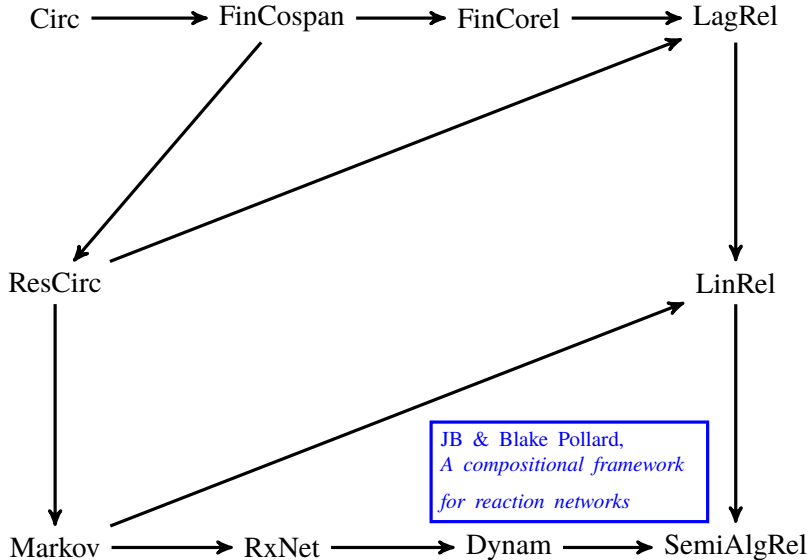 Circ FinCospan FinCorel LagRel
ResCirc LinRel
JB & Blake Pollard,
A compositional framework
for reaction networks
Markov RxNet Dynam SemiAlgRel